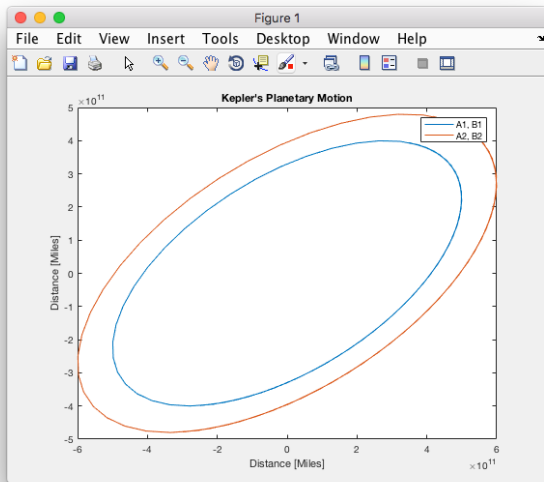 Figure 1
File Edit View Insert Tools Desktop Window Help
×10^11
Kepler's Planetary Motion
A1, B1
A2, B2
5
4
3
2
1
0
-1
-2
-3
-4
-5
Distance [Miles]
-6 -4 -2 0 2 4 6
Distance [Miles]
×10^11